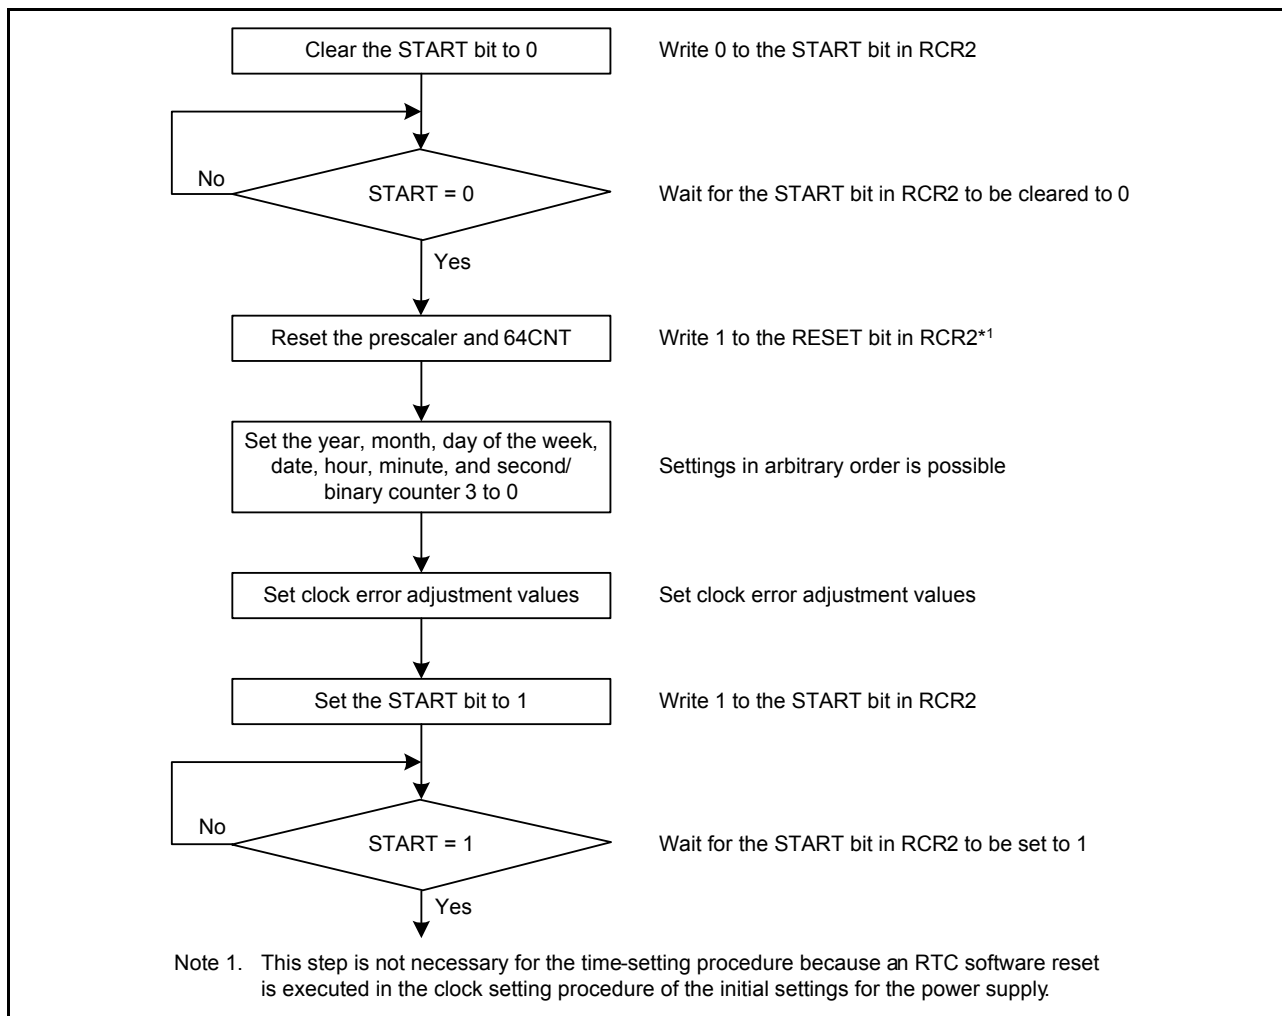 Clear the START bit to 0
Write 0 to the START bit in RCR2
No
START = 0
Wait for the START bit in RCR2 to be cleared to 0
Yes
Reset the prescaler and 64CNT
Write 1 to the RESET bit in RCR2*1
Set the year, month, day of the week,
date, hour, minute, and second/
binary counter 3 to 0
Settings in arbitrary order is possible
Set clock error adjustment values
Set clock error adjustment values
Set the START bit to 1
Write 1 to the START bit in RCR2
No
START = 1
Wait for the START bit in RCR2 to be set to 1
Yes
Note 1. This step is not necessary for the time-setting procedure because an RTC software reset
is executed in the clock setting procedure of the initial settings for the power supply.